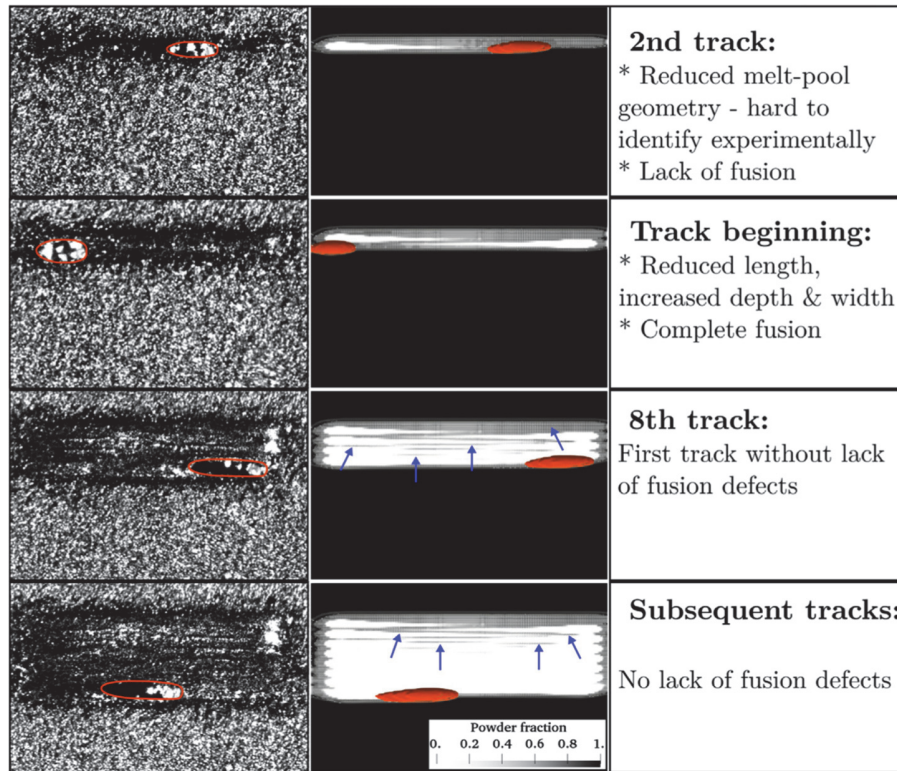 2nd track:
* Reduced melt-pool
geometry - hard to
identify experimentally
* Lack of fusion
Track beginning:
* Reduced length,
increased depth & width
* Complete fusion
8th track:
First track without lack
of fusion defects
Subsequent tracks:
No lack of fusion defects
Powder fraction
0. 0.2 0.4 0.6 0.8 1.